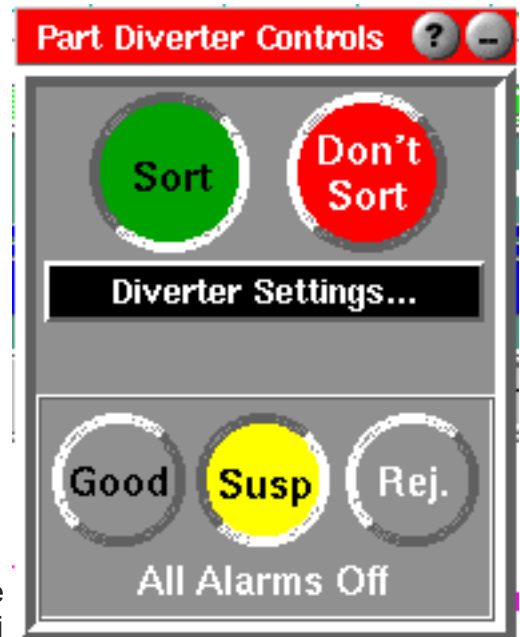 Part Diverter Controls ? –
Sort
Don't
Sort
Diverter Settings...
Good Susp Rej.
All Alarms Off
e
i